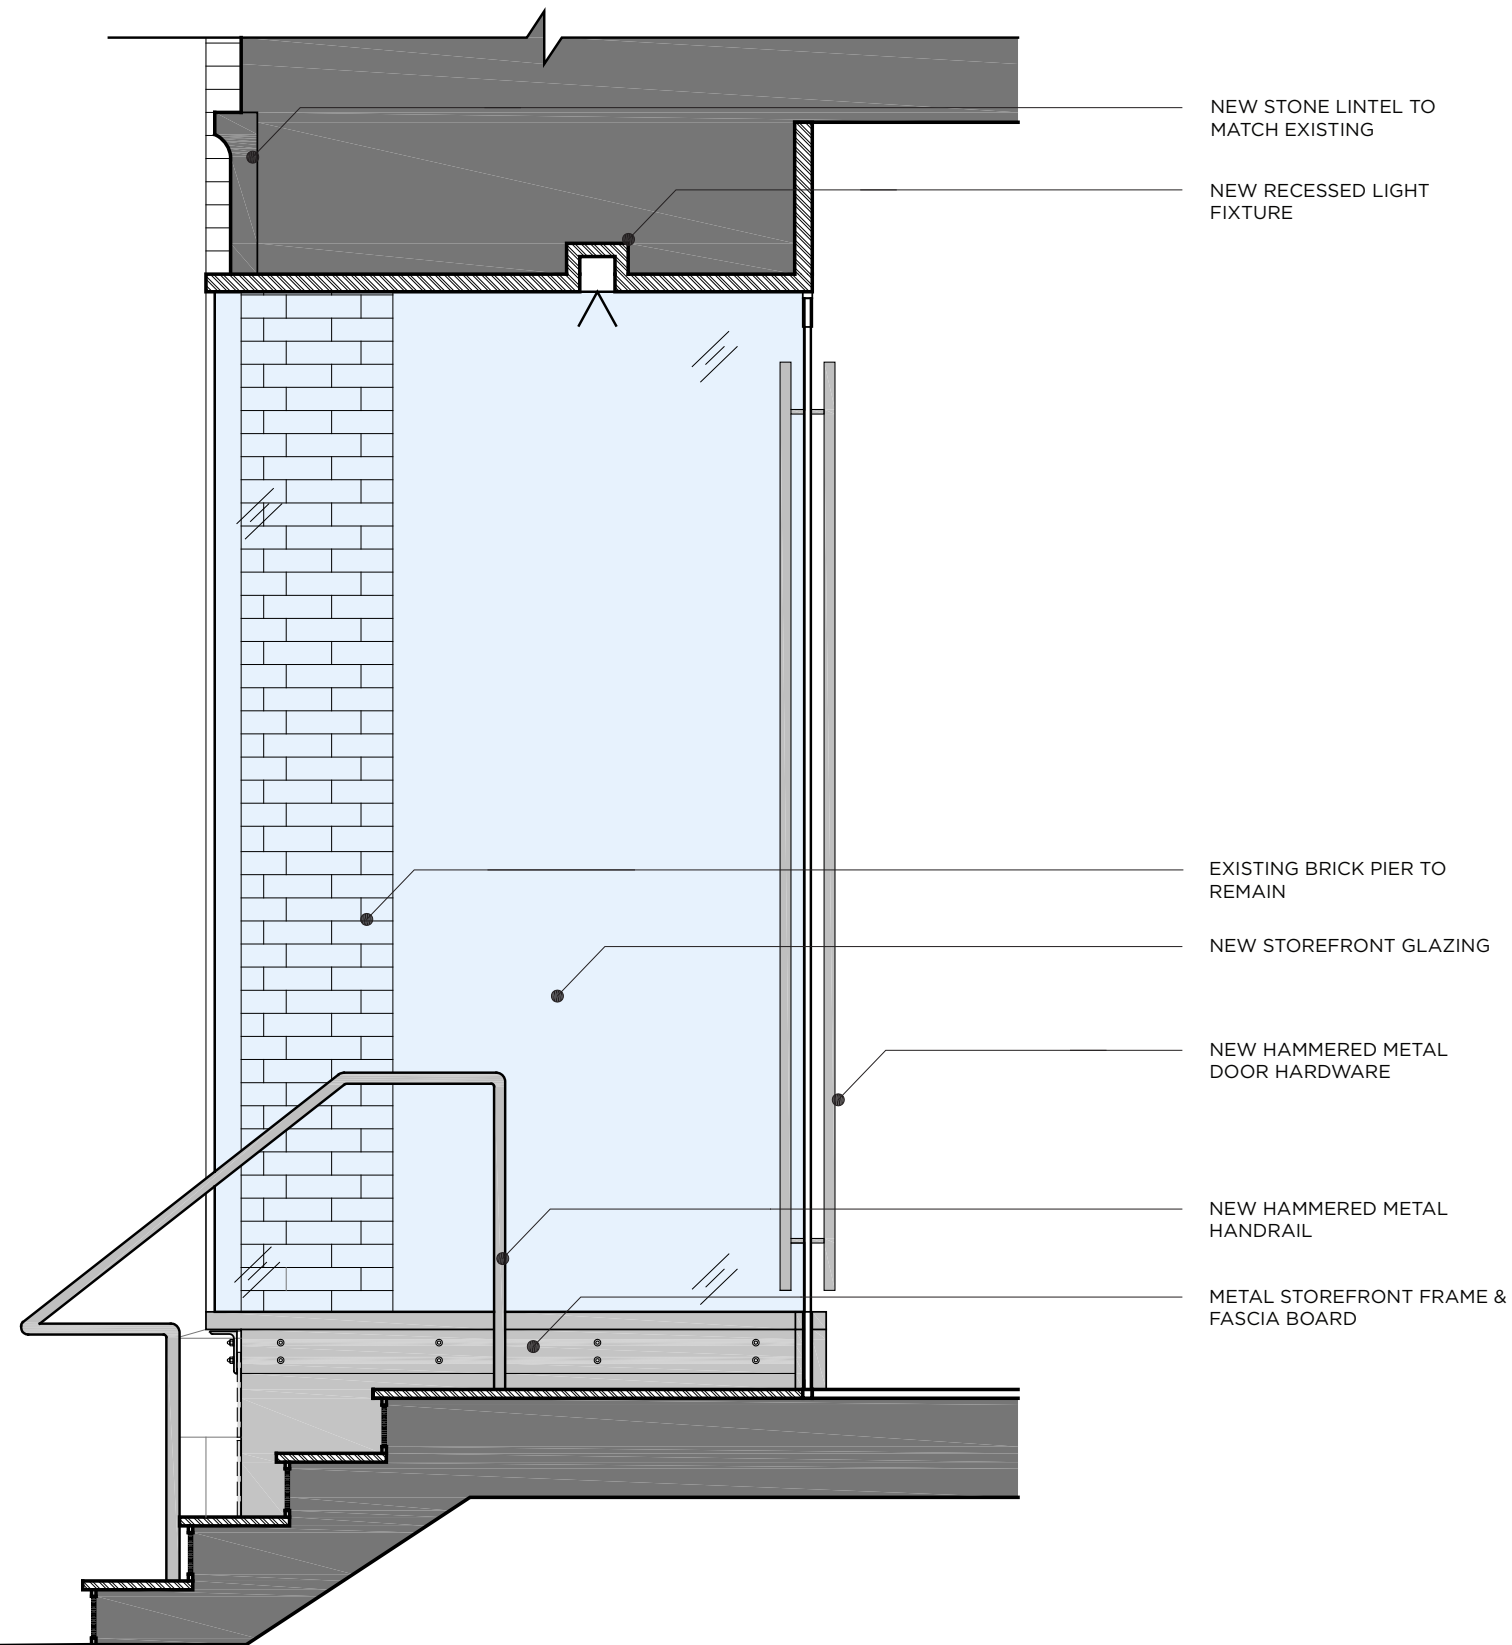 NEW STONE LINTEL TO
MATCH EXISTING
NEW RECESSED LIGHT
FIXTURE
EXISTING BRICK PIER TO
REMAIN
NEW STOREFRONT GLAZING
NEW HAMMERED METAL
DOOR HARDWARE
NEW HAMMERED METAL
HANDRAIL
METAL STOREFRONT FRAME &
FASCIA BOARD